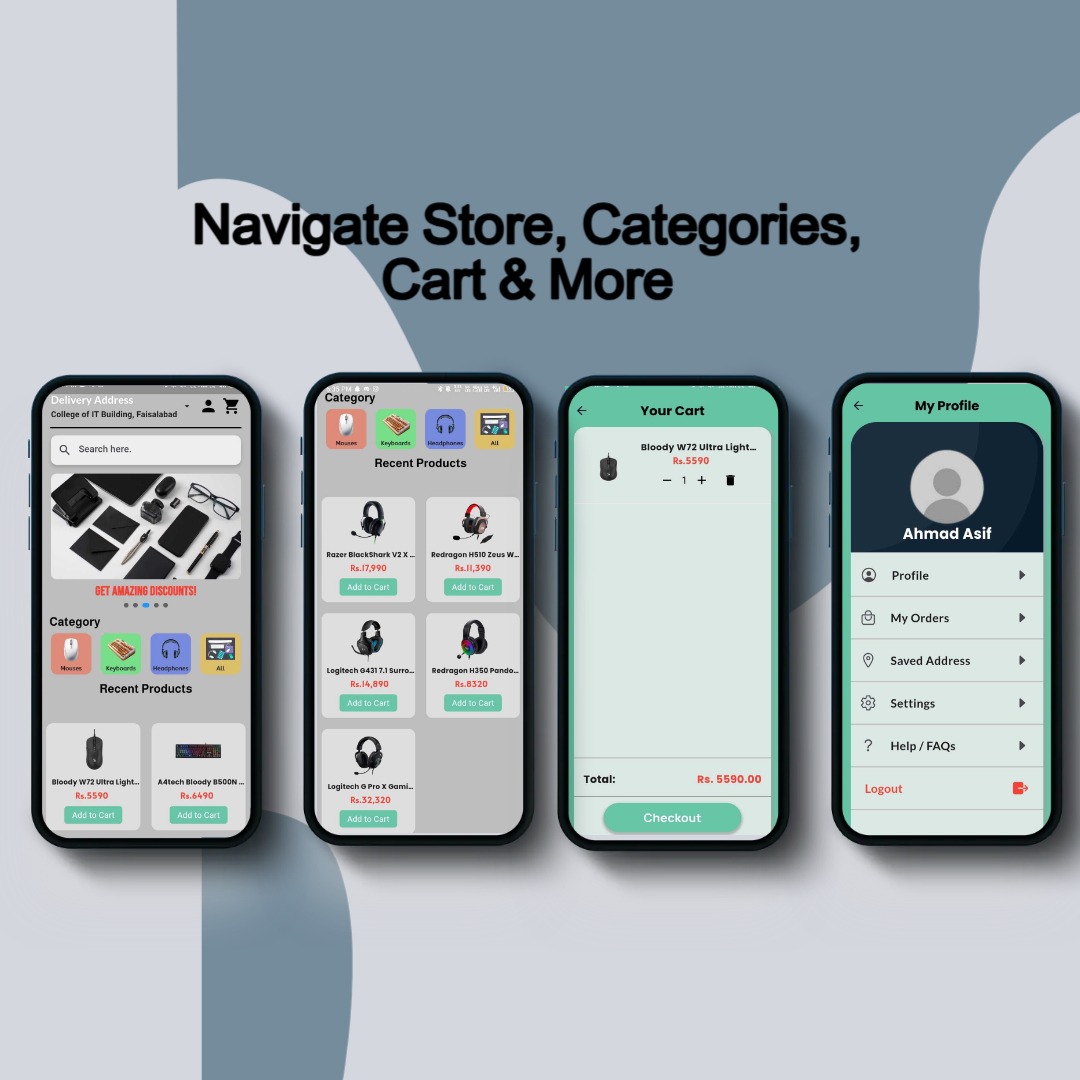 Navigate Store, Categories,
Cart & More
Delivery Address
College of IT Building, Faisalabad
Search here.
GET AMAZING DISCOUNTS!
Category
Mouses
Keyboards
Headphones
All
Recent Products
Bloody W72 Ultra Light...
Rs.5590
Add to Cart
A4tech Bloody B500N ...
Rs.6490
Add to Cart
Category
Mouses
Keyboards
Headphones
All
Recent Products
Razer BlackShark V2 X ...
Rs.17,990
Add to Cart
Redragon H510 Zeus W...
Rs.11,390
Add to Cart
Logitech G431 7.1 Surro...
Rs.14,890
Add to Cart
Redragon H350 Pando...
Rs.8320
Add to Cart
Logitech G Pro X Gami...
Rs.32,320
Add to Cart
Your Cart
Bloody W72 Ultra Light...
Rs.5590
1
Total:
Rs. 5590.00
Checkout
My Profile
Ahmad Asif
Profile
My Orders
Saved Address
Settings
? Help / FAQs
Logout